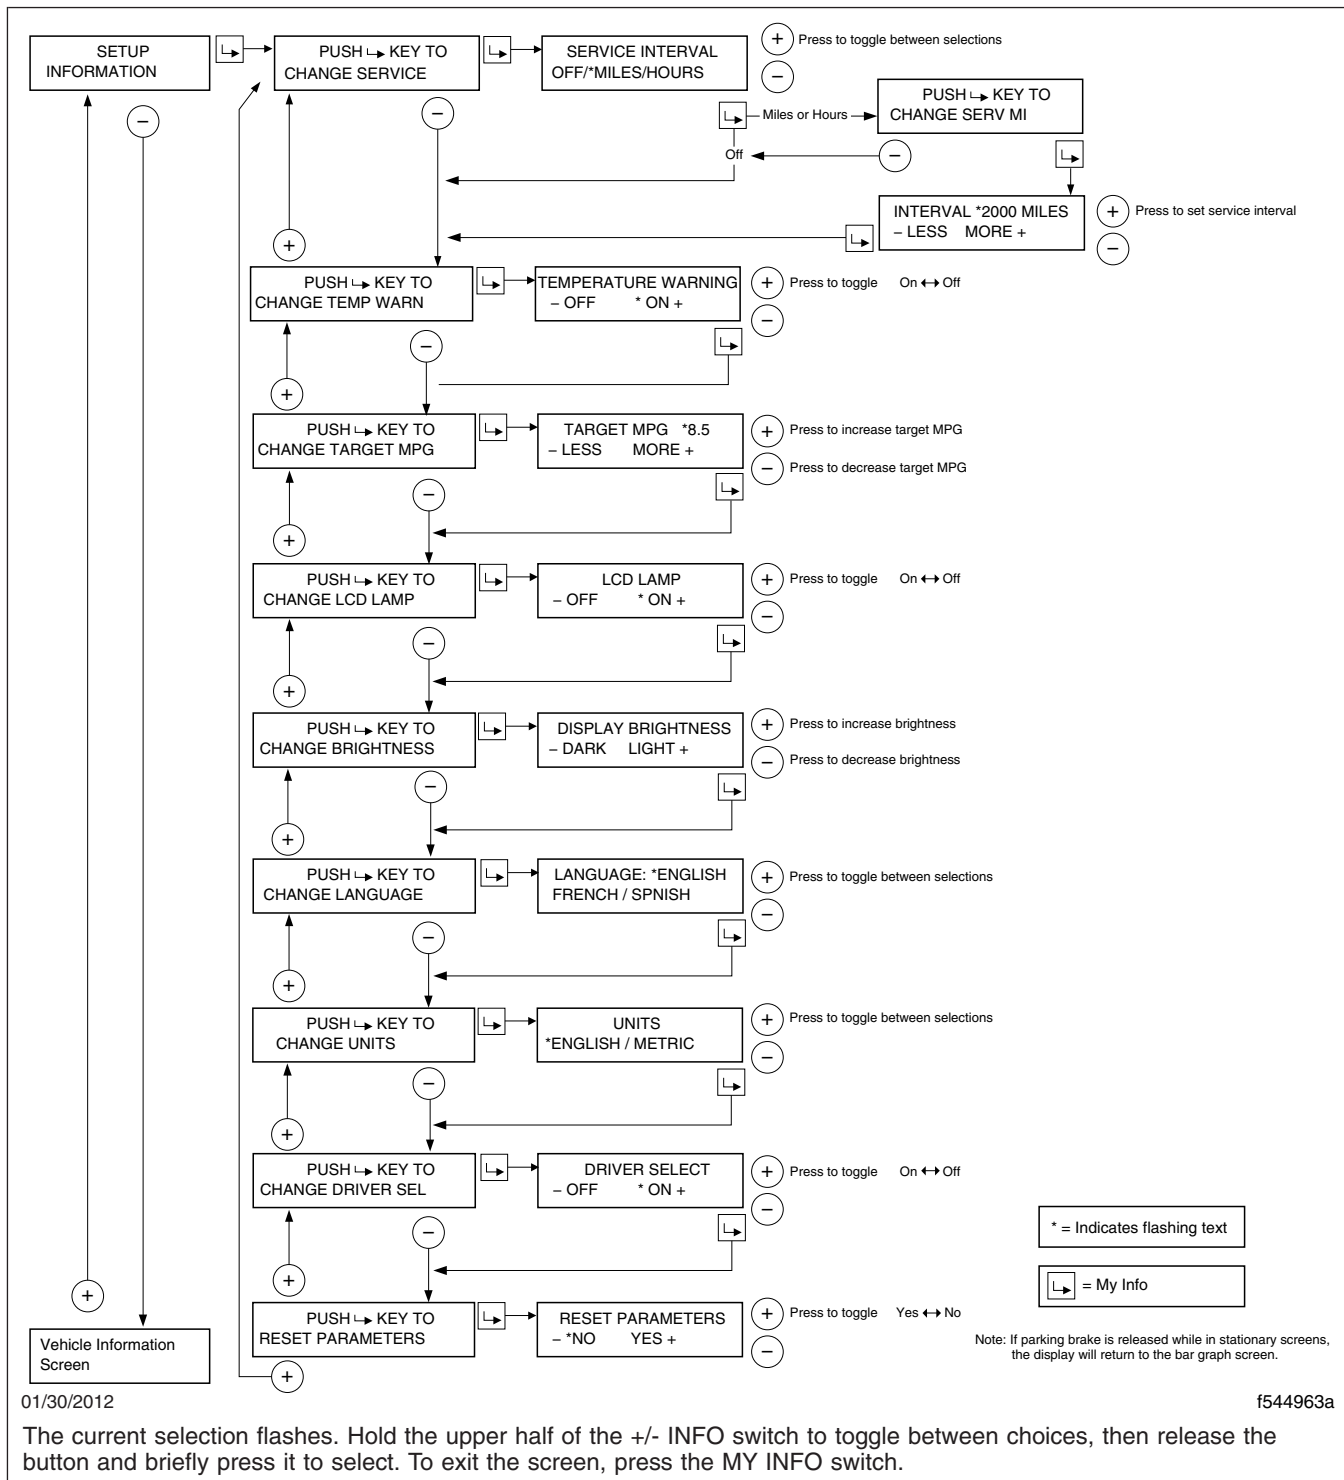 SETUP
INFORMATION
PUSH ↳ KEY TO
CHANGE SERVICE
SERVICE INTERVAL
OFF/*MILES/HOURS
+ Press to toggle between selections
–
–
–
Miles or Hours
PUSH ↳ KEY TO
CHANGE SERV MI
Off
–
INTERVAL *2000 MILES
– LESS MORE +
+ Press to set service interval
–
+
PUSH ↳ KEY TO
CHANGE TEMP WARN
TEMPERATURE WARNING
– OFF * ON +
+ Press to toggle On ↔ Off
–
–
+
PUSH ↳ KEY TO
CHANGE TARGET MPG
TARGET MPG *8.5
– LESS MORE +
+ Press to increase target MPG
– Press to decrease target MPG
–
+
PUSH ↳ KEY TO
CHANGE LCD LAMP
LCD LAMP
– OFF * ON +
+ Press to toggle On ↔ Off
–
–
+
PUSH ↳ KEY TO
CHANGE BRIGHTNESS
DISPLAY BRIGHTNESS
– DARK LIGHT +
+ Press to increase brightness
– Press to decrease brightness
–
+
PUSH ↳ KEY TO
CHANGE LANGUAGE
LANGUAGE: *ENGLISH
FRENCH / SPNISH
+ Press to toggle between selections
–
–
+
PUSH ↳ KEY TO
CHANGE UNITS
UNITS
*ENGLISH / METRIC
+ Press to toggle between selections
–
–
+
PUSH ↳ KEY TO
CHANGE DRIVER SEL
DRIVER SELECT
– OFF * ON +
+ Press to toggle On ↔ Off
–
–
+
PUSH ↳ KEY TO
RESET PARAMETERS
RESET PARAMETERS
– *NO YES +
+ Press to toggle Yes ↔ No
–
+
+
Vehicle Information
Screen
* = Indicates flashing text
↳ = My Info
Note: If parking brake is released while in stationary screens,
the display will return to the bar graph screen.
01/30/2012
f544963a
The current selection flashes. Hold the upper half of the +/- INFO switch to toggle between choices, then release the
button and briefly press it to select. To exit the screen, press the MY INFO switch.